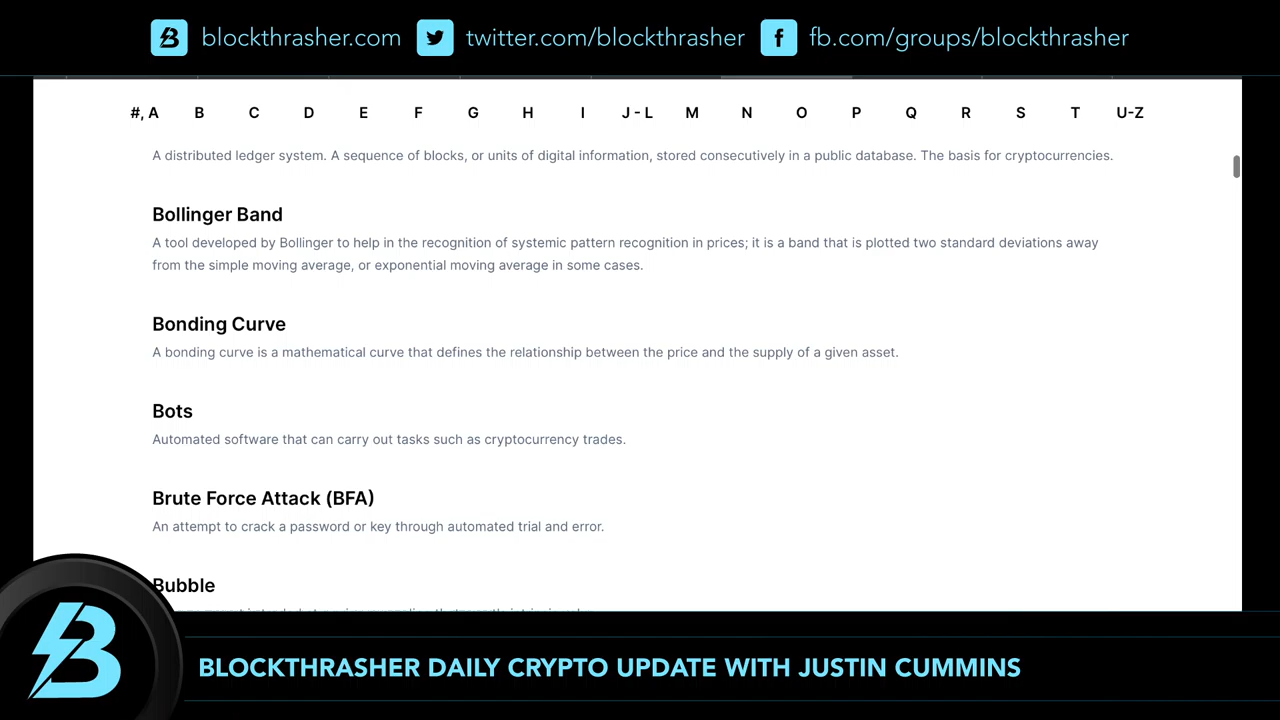 blockthrasher.com twitter.com/blockthrasher fb.com/groups/blockthrasher
#, A B C D E F G H I J - L M N O P Q R S T U-Z
A distributed ledger system. A sequence of blocks, or units of digital information, stored consecutively in a public database. The basis for cryptocurrencies.
Bollinger Band
A tool developed by Bollinger to help in the recognition of systemic pattern recognition in prices; it is a band that is plotted two standard deviations away
from the simple moving average, or exponential moving average in some cases.
Bonding Curve
A bonding curve is a mathematical curve that defines the relationship between the price and the supply of a given asset.
Bots
Automated software that can carry out tasks such as cryptocurrency trades.
Brute Force Attack (BFA)
An attempt to crack a password or key through automated trial and error.
Bubble
BLOCKTHRASHER DAILY CRYPTO UPDATE WITH JUSTIN CUMMINS